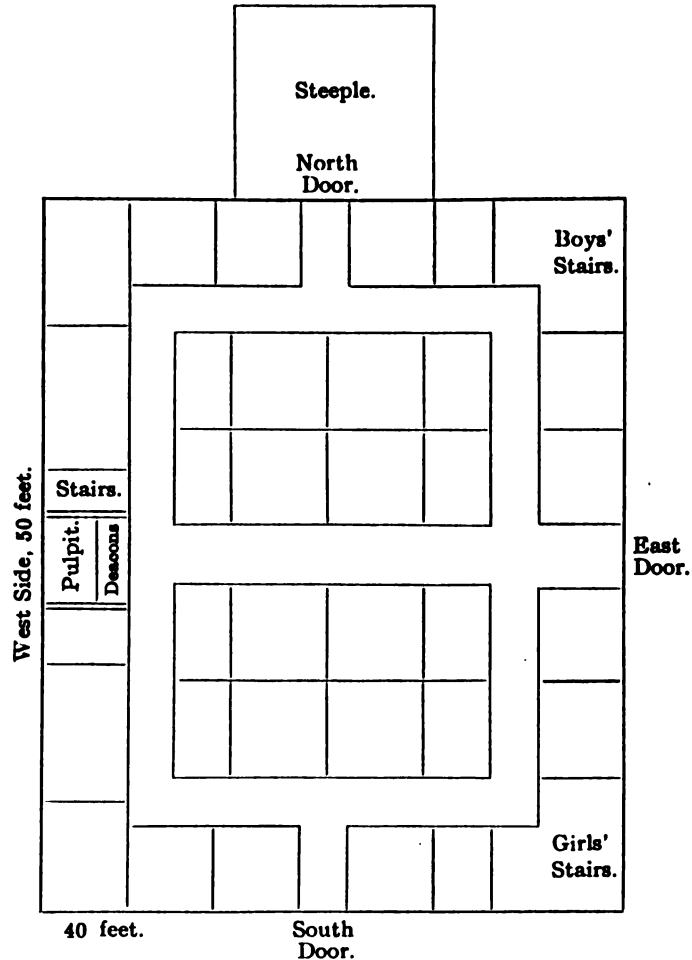 Steeple.
North
Door.
Boys'
Stairs.
West Side, 50 feet.
Stairs.
Pulpit.
Deacons
East
Door.
Girls'
Stairs.
40 feet.
South
Door.